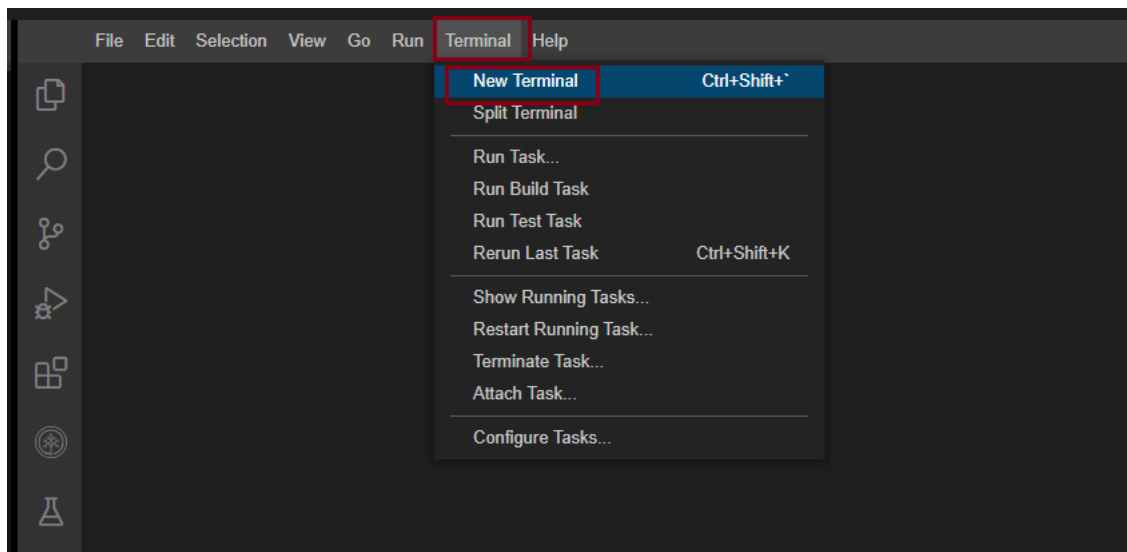 File Edit Selection View Go Run Terminal Help
New Terminal Ctrl+Shift+`
Split Terminal
Run Task...
Run Build Task
Run Test Task
Rerun Last Task Ctrl+Shift+K
Show Running Tasks...
Restart Running Task...
Terminate Task...
Attach Task...
Configure Tasks...